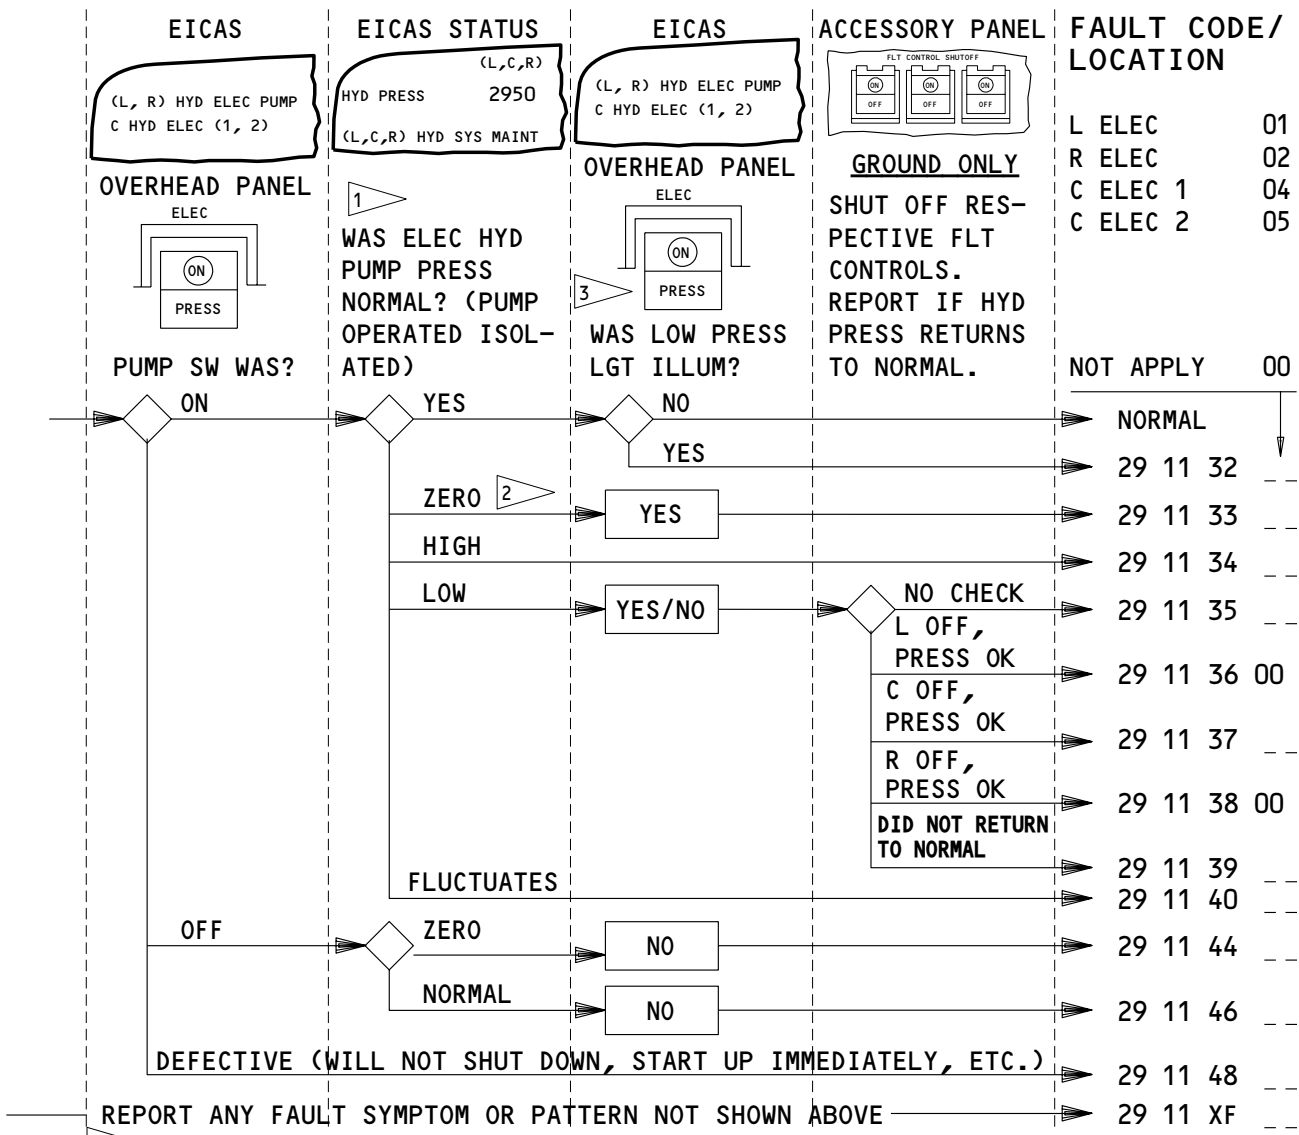 EICAS
(L, R) HYD ELEC PUMP
C HYD ELEC (1, 2)
OVERHEAD PANEL
ELEC
ON
PRESS
PUMP SW WAS?
EICAS STATUS
(L,C,R)
HYD PRESS 2950
(L,C,R) HYD SYS MAINT
1
WAS ELEC HYD
PUMP PRESS
NORMAL? (PUMP
OPERATED ISOL-
ATED)
EICAS
(L, R) HYD ELEC PUMP
C HYD ELEC (1, 2)
OVERHEAD PANEL
ELEC
ON
PRESS
3
WAS LOW PRESS
LGT ILLUM?
ACCESSORY PANEL
FLT CONTROL SHUTOFF
ON ON ON
OFF OFF OFF
GROUND ONLY
SHUT OFF RES-
PECTIVE FLT
CONTROLS.
REPORT IF HYD
PRESS RETURNS
TO NORMAL.
FAULT CODE/
LOCATION
L ELEC 01
R ELEC 02
C ELEC 1 04
C ELEC 2 05
NOT APPLY 00
ON YES NO NORMAL
YES 29 11 32 _ _
ZERO 2 YES 29 11 33 _ _
HIGH 29 11 34 _ _
LOW YES/NO NO CHECK 29 11 35 _ _
L OFF,
PRESS OK 29 11 36 00
C OFF,
PRESS OK 29 11 37 _ _
R OFF,
PRESS OK 29 11 38 00
DID NOT RETURN
TO NORMAL 29 11 39 _ _
FLUCTUATES 29 11 40 _ _
OFF ZERO NO 29 11 44 _ _
NORMAL NO 29 11 46 _ _
DEFECTIVE (WILL NOT SHUT DOWN, START UP IMMEDIATELY, ETC.) 29 11 48 _ _
REPORT ANY FAULT SYMPTOM OR PATTERN NOT SHOWN ABOVE 29 11 XF _ _